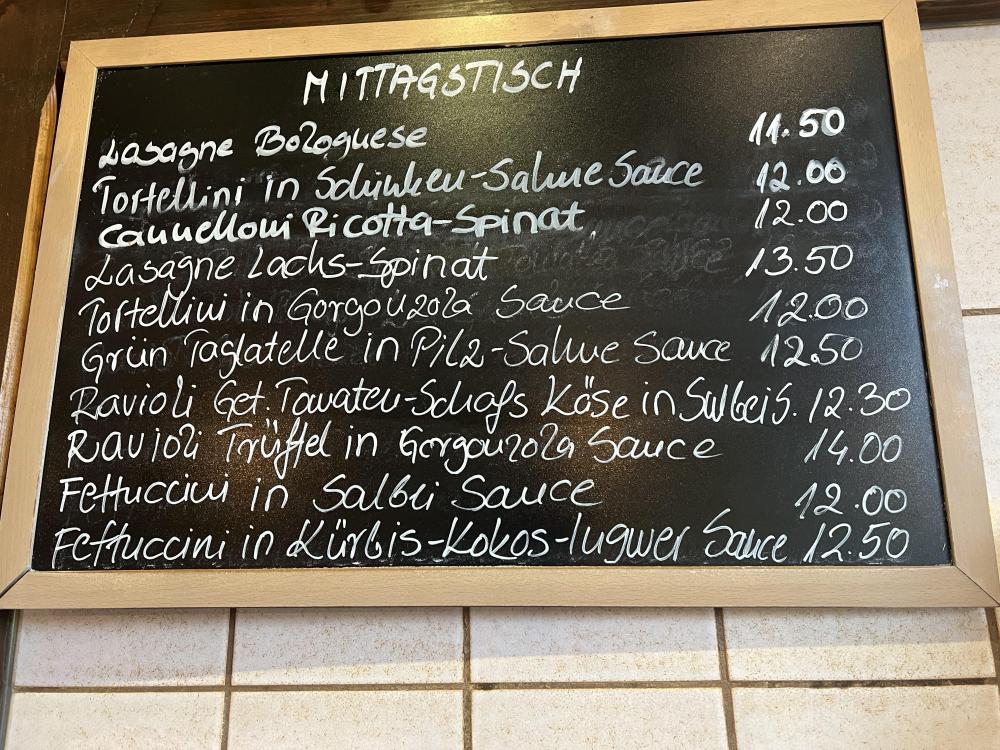 MITTAGSTISCH
Lasagne Bolognese 11.50
Tortellini in Schinken-Sahne Sauce 12.00
Cannelloni Ricotta-Spinat 12.00
Lasagne Lachs-Spinat 13.50
Tortellini in Gorgonzola Sauce 12.00
Grün Taglatelle in Pilz-Sahne Sauce 12.50
Ravioli Get. Tomaten-Schafs Käse in Salbei S. 12.30
Ravioli Trüffel in Gorgonzola Sauce 14.00
Fettuccini in Salbei Sauce 12.00
Fettuccini in Kürbis-Kokos-Ingwer Sauce 12.50